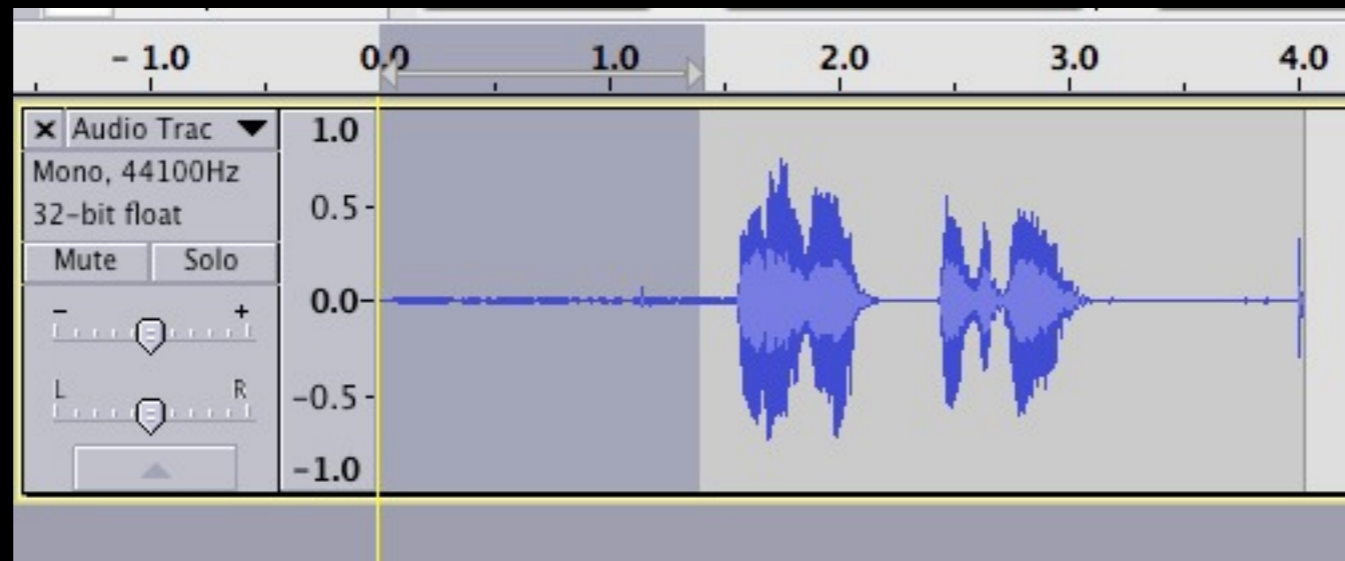 - 1.0 0.0 1.0 2.0 3.0 4.0
× Audio Trac ▼ 1.0
Mono, 44100Hz
32-bit float 0.5-
Mute Solo
- + 0.0-
L R -0.5-
-1.0